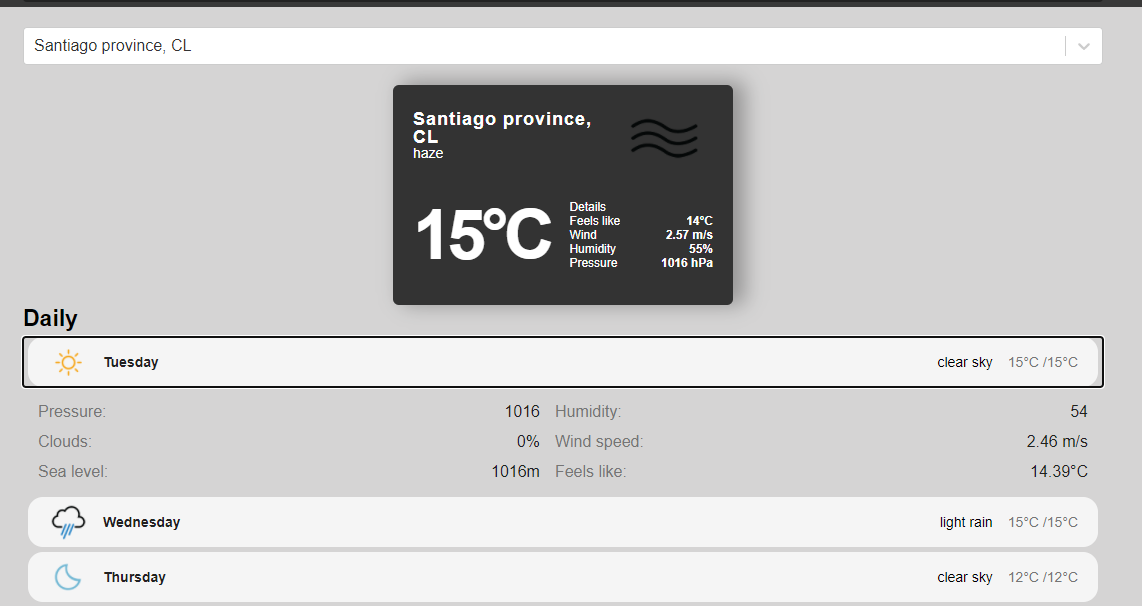 Santiago province, CL
Santiago province,
CL
haze
15°C
Details
Feels like 14°C
Wind 2.57 m/s
Humidity 55%
Pressure 1016 hPa
Daily
Tuesday clear sky 15°C /15°C
Pressure: 1016 Humidity: 54
Clouds: 0% Wind speed: 2.46 m/s
Sea level: 1016m Feels like: 14.39°C
Wednesday light rain 15°C /15°C
Thursday clear sky 12°C /12°C